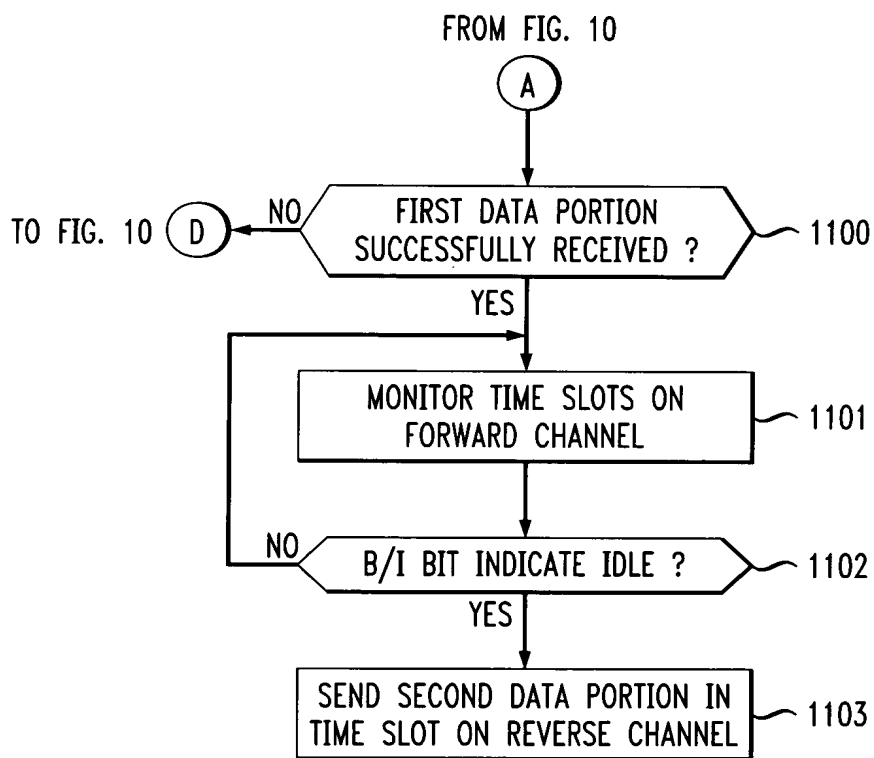 FROM FIG. 10
A
FIRST DATA PORTION
SUCCESSFULLY RECEIVED ?
1100
NO
TO FIG. 10
D
YES
MONITOR TIME SLOTS ON
FORWARD CHANNEL
1101
NO
B/I BIT INDICATE IDLE ?
1102
YES
SEND SECOND DATA PORTION IN
TIME SLOT ON REVERSE CHANNEL
1103